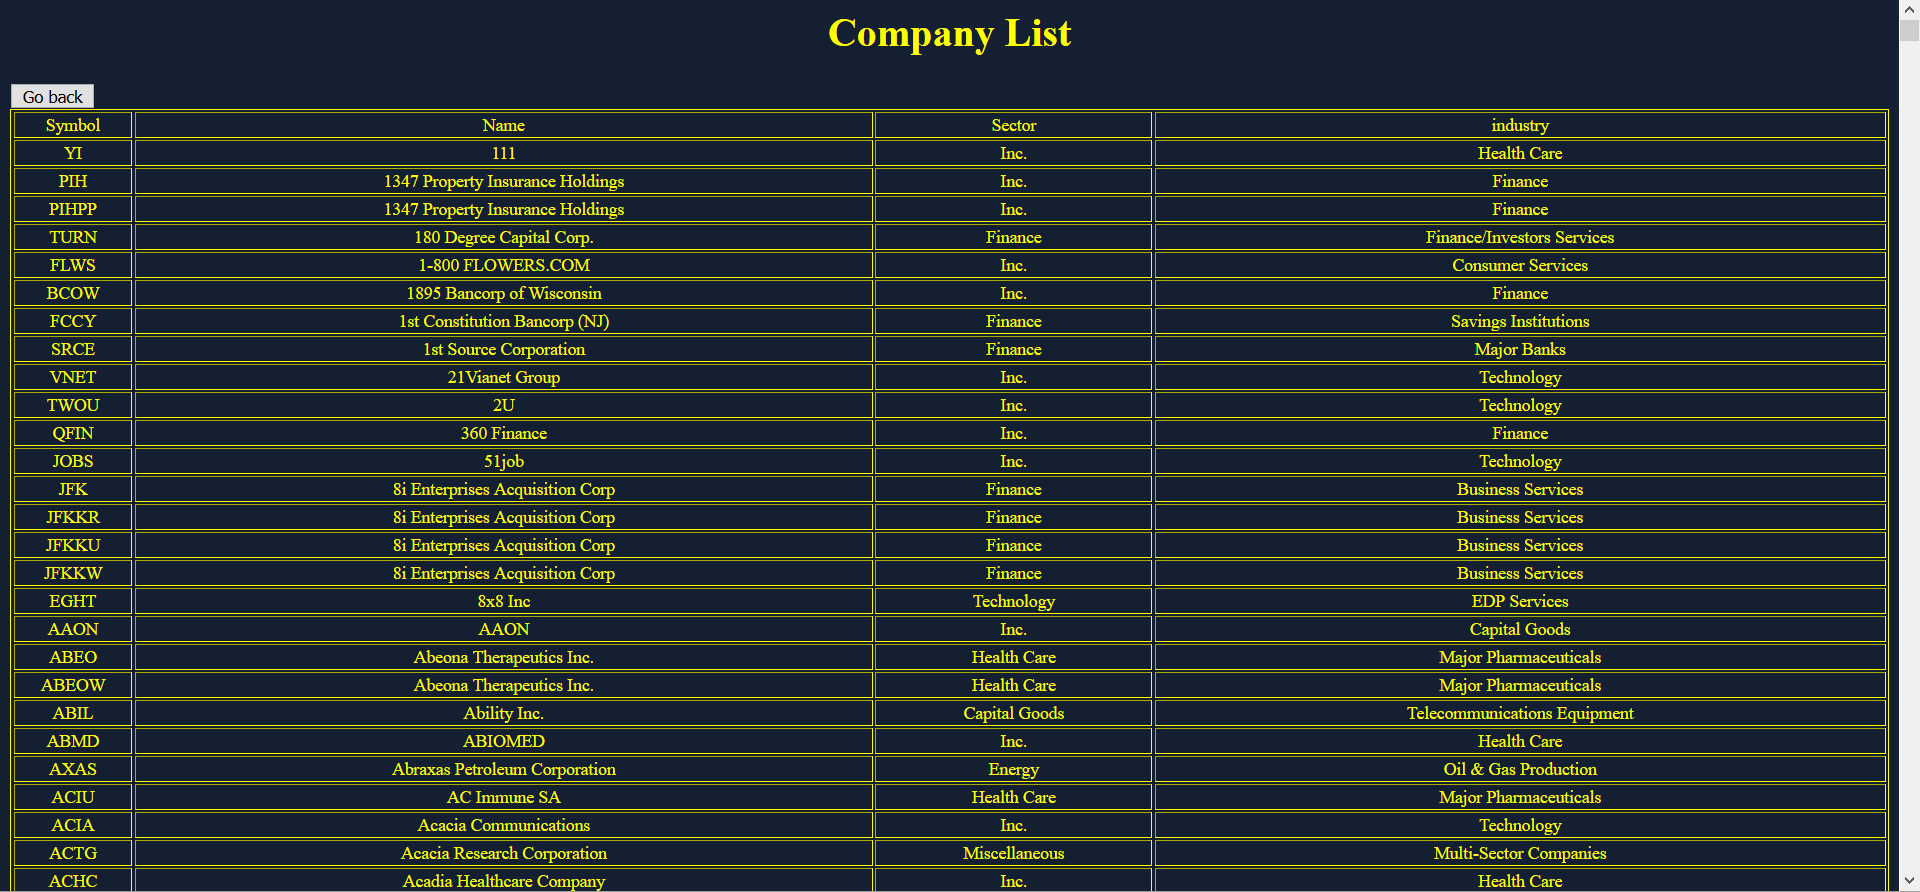 Company List
Go back
Symbol Name Sector industry
YI 111 Inc. Health Care
PIH 1347 Property Insurance Holdings Inc. Finance
PIHPP 1347 Property Insurance Holdings Inc. Finance
TURN 180 Degree Capital Corp. Finance Finance/Investors Services
FLWS 1-800 FLOWERS.COM Inc. Consumer Services
BCOW 1895 Bancorp of Wisconsin Inc. Finance
FCCY 1st Constitution Bancorp (NJ) Finance Savings Institutions
SRCE 1st Source Corporation Finance Major Banks
VNET 21Vianet Group Inc. Technology
TWOU 2U Inc. Technology
QFIN 360 Finance Inc. Finance
JOBS 51job Inc. Technology
JFK 8i Enterprises Acquisition Corp Finance Business Services
JFKKR 8i Enterprises Acquisition Corp Finance Business Services
JFKKU 8i Enterprises Acquisition Corp Finance Business Services
JFKKW 8i Enterprises Acquisition Corp Finance Business Services
EGHT 8x8 Inc Technology EDP Services
AAON AAON Inc. Capital Goods
ABEO Abeona Therapeutics Inc. Health Care Major Pharmaceuticals
ABEOW Abeona Therapeutics Inc. Health Care Major Pharmaceuticals
ABIL Ability Inc. Capital Goods Telecommunications Equipment
ABMD ABIOMED Inc. Health Care
AXAS Abraxas Petroleum Corporation Energy Oil & Gas Production
ACIU AC Immune SA Health Care Major Pharmaceuticals
ACIA Acacia Communications Inc. Technology
ACTG Acacia Research Corporation Miscellaneous Multi-Sector Companies
ACHC Acadia Healthcare Company Inc. Health Care